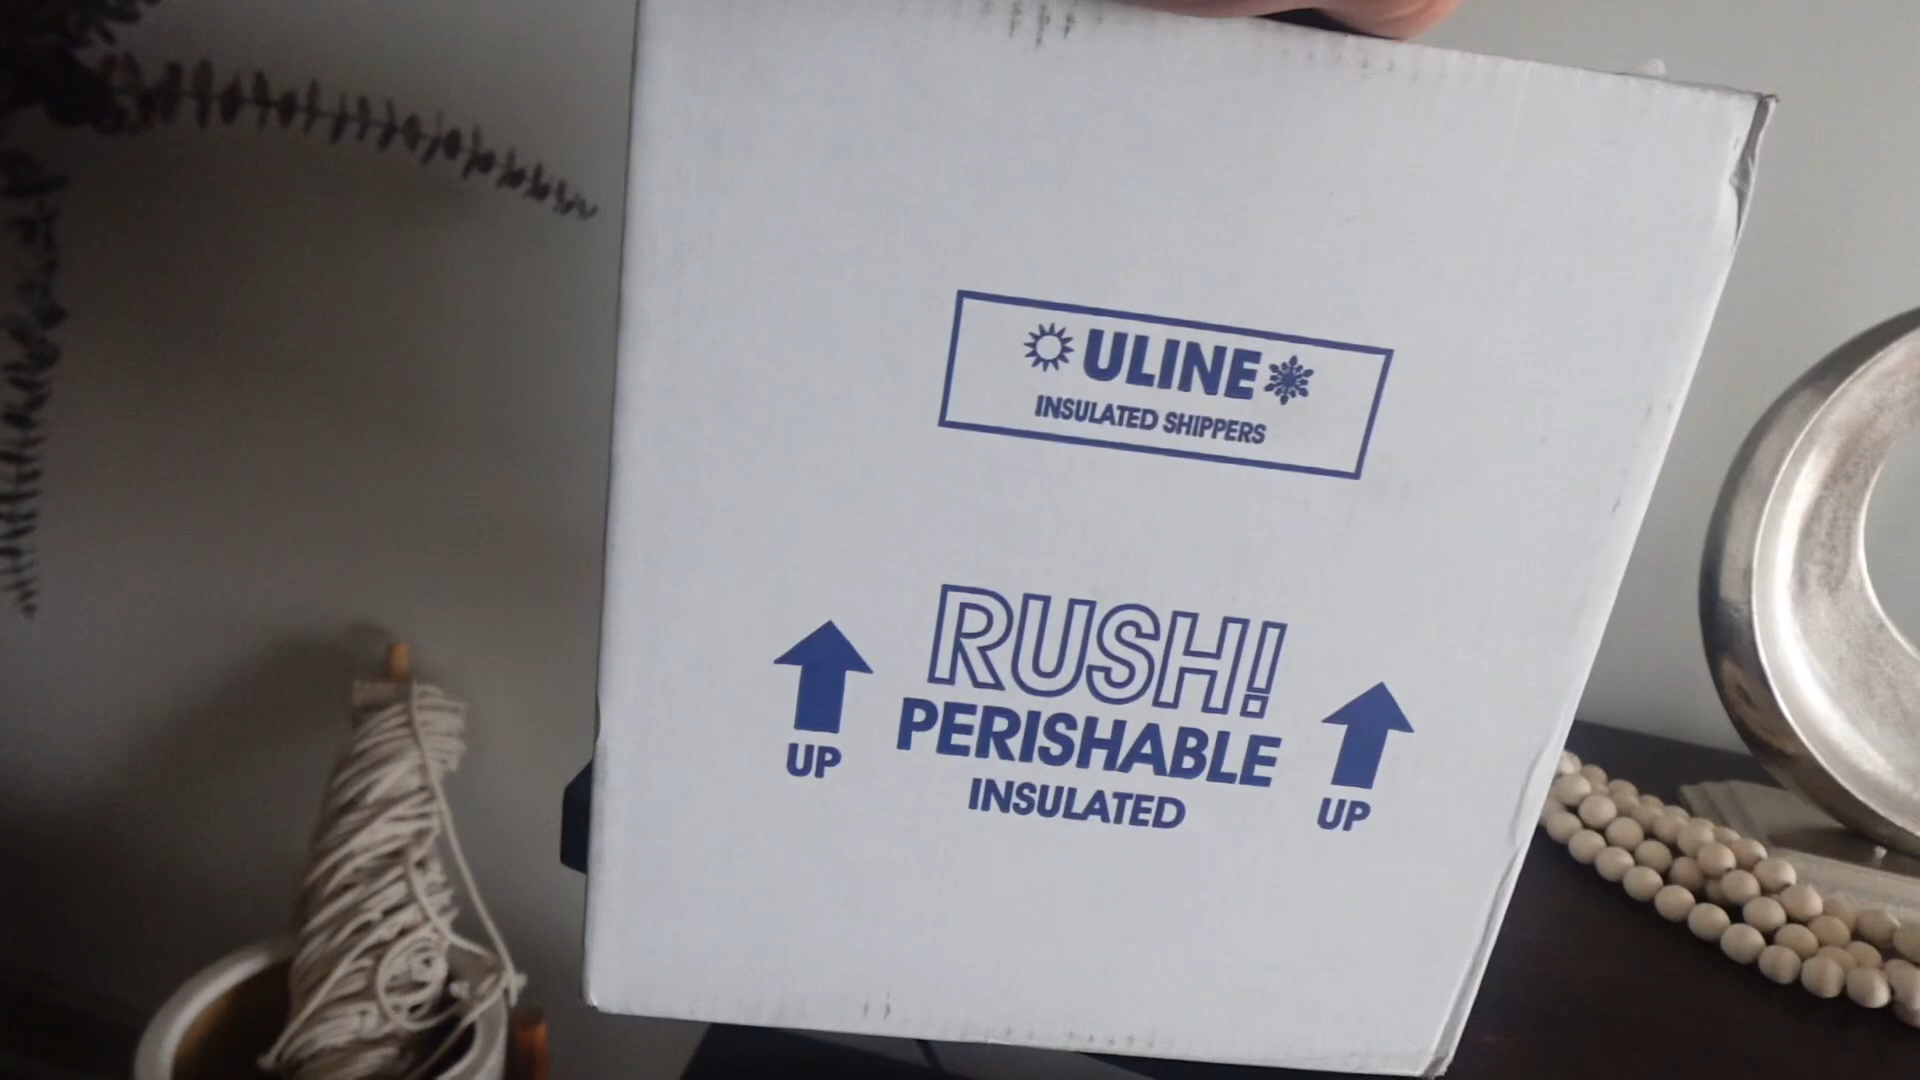 ULINE
INSULATED SHIPPERS
RUSH!
PERISHABLE
INSULATED
UP
UP